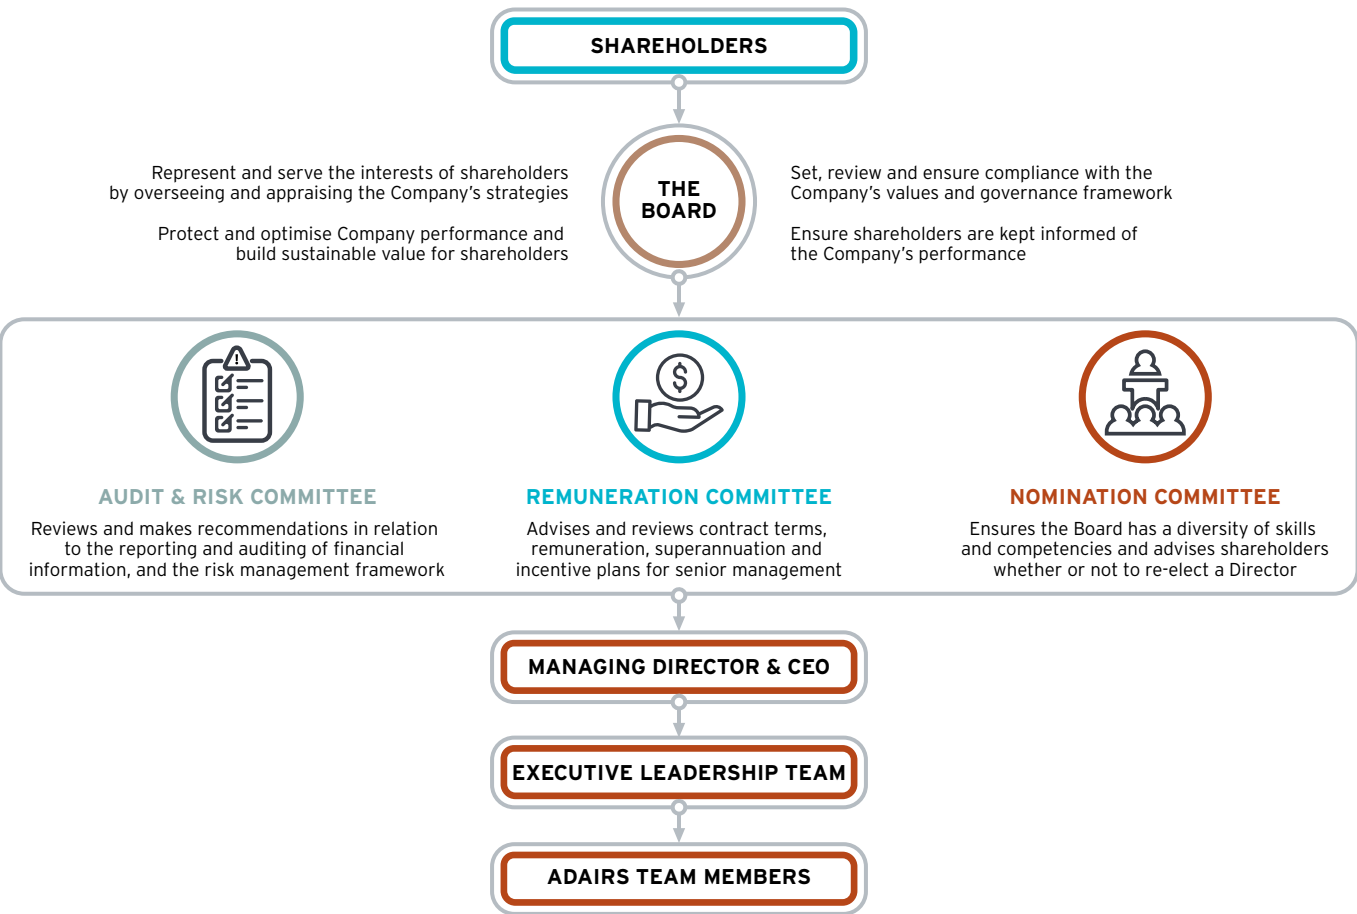 SHAREHOLDERS
Represent and serve the interests of shareholders
by overseeing and appraising the Company’s strategies
Protect and optimise Company performance and
build sustainable value for shareholders
THE
BOARD
Set, review and ensure compliance with the
Company’s values and governance framework
Ensure shareholders are kept informed of
the Company’s performance
AUDIT & RISK COMMITTEE
Reviews and makes recommendations in relation
to the reporting and auditing of financial
information, and the risk management framework
$
REMUNERATION COMMITTEE
Advises and reviews contract terms,
remuneration, superannuation and
incentive plans for senior management
NOMINATION COMMITTEE
Ensures the Board has a diversity of skills
and competencies and advises shareholders
whether or not to re-elect a Director
MANAGING DIRECTOR & CEO
EXECUTIVE LEADERSHIP TEAM
ADAIRS TEAM MEMBERS